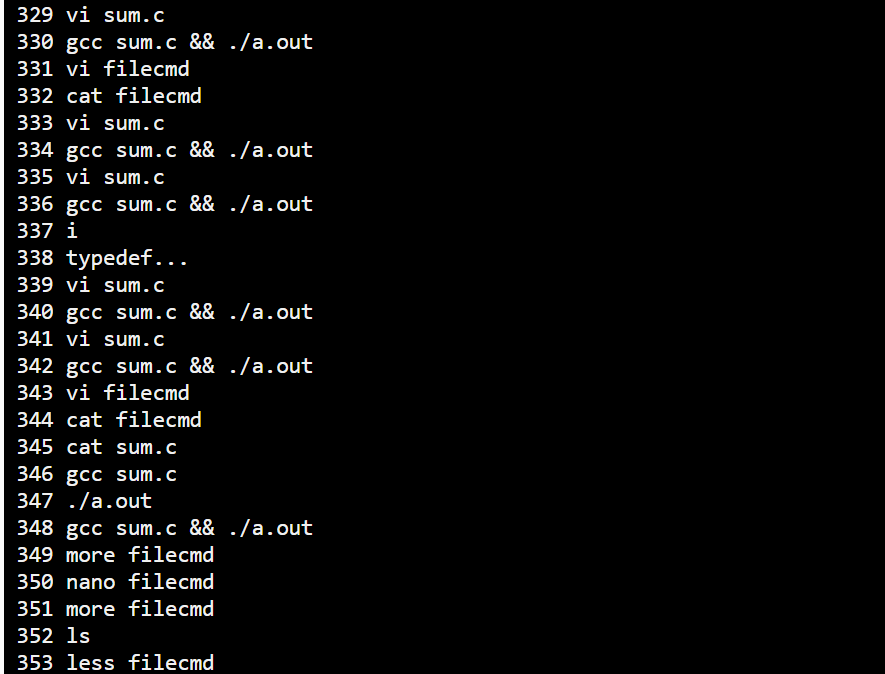 329 vi sum.c
330 gcc sum.c && ./a.out
331 vi filecmd
332 cat filecmd
333 vi sum.c
334 gcc sum.c && ./a.out
335 vi sum.c
336 gcc sum.c && ./a.out
337 i
338 typedef...
339 vi sum.c
340 gcc sum.c && ./a.out
341 vi sum.c
342 gcc sum.c && ./a.out
343 vi filecmd
344 cat filecmd
345 cat sum.c
346 gcc sum.c
347 ./a.out
348 gcc sum.c && ./a.out
349 more filecmd
350 nano filecmd
351 more filecmd
352 ls
353 less filecmd